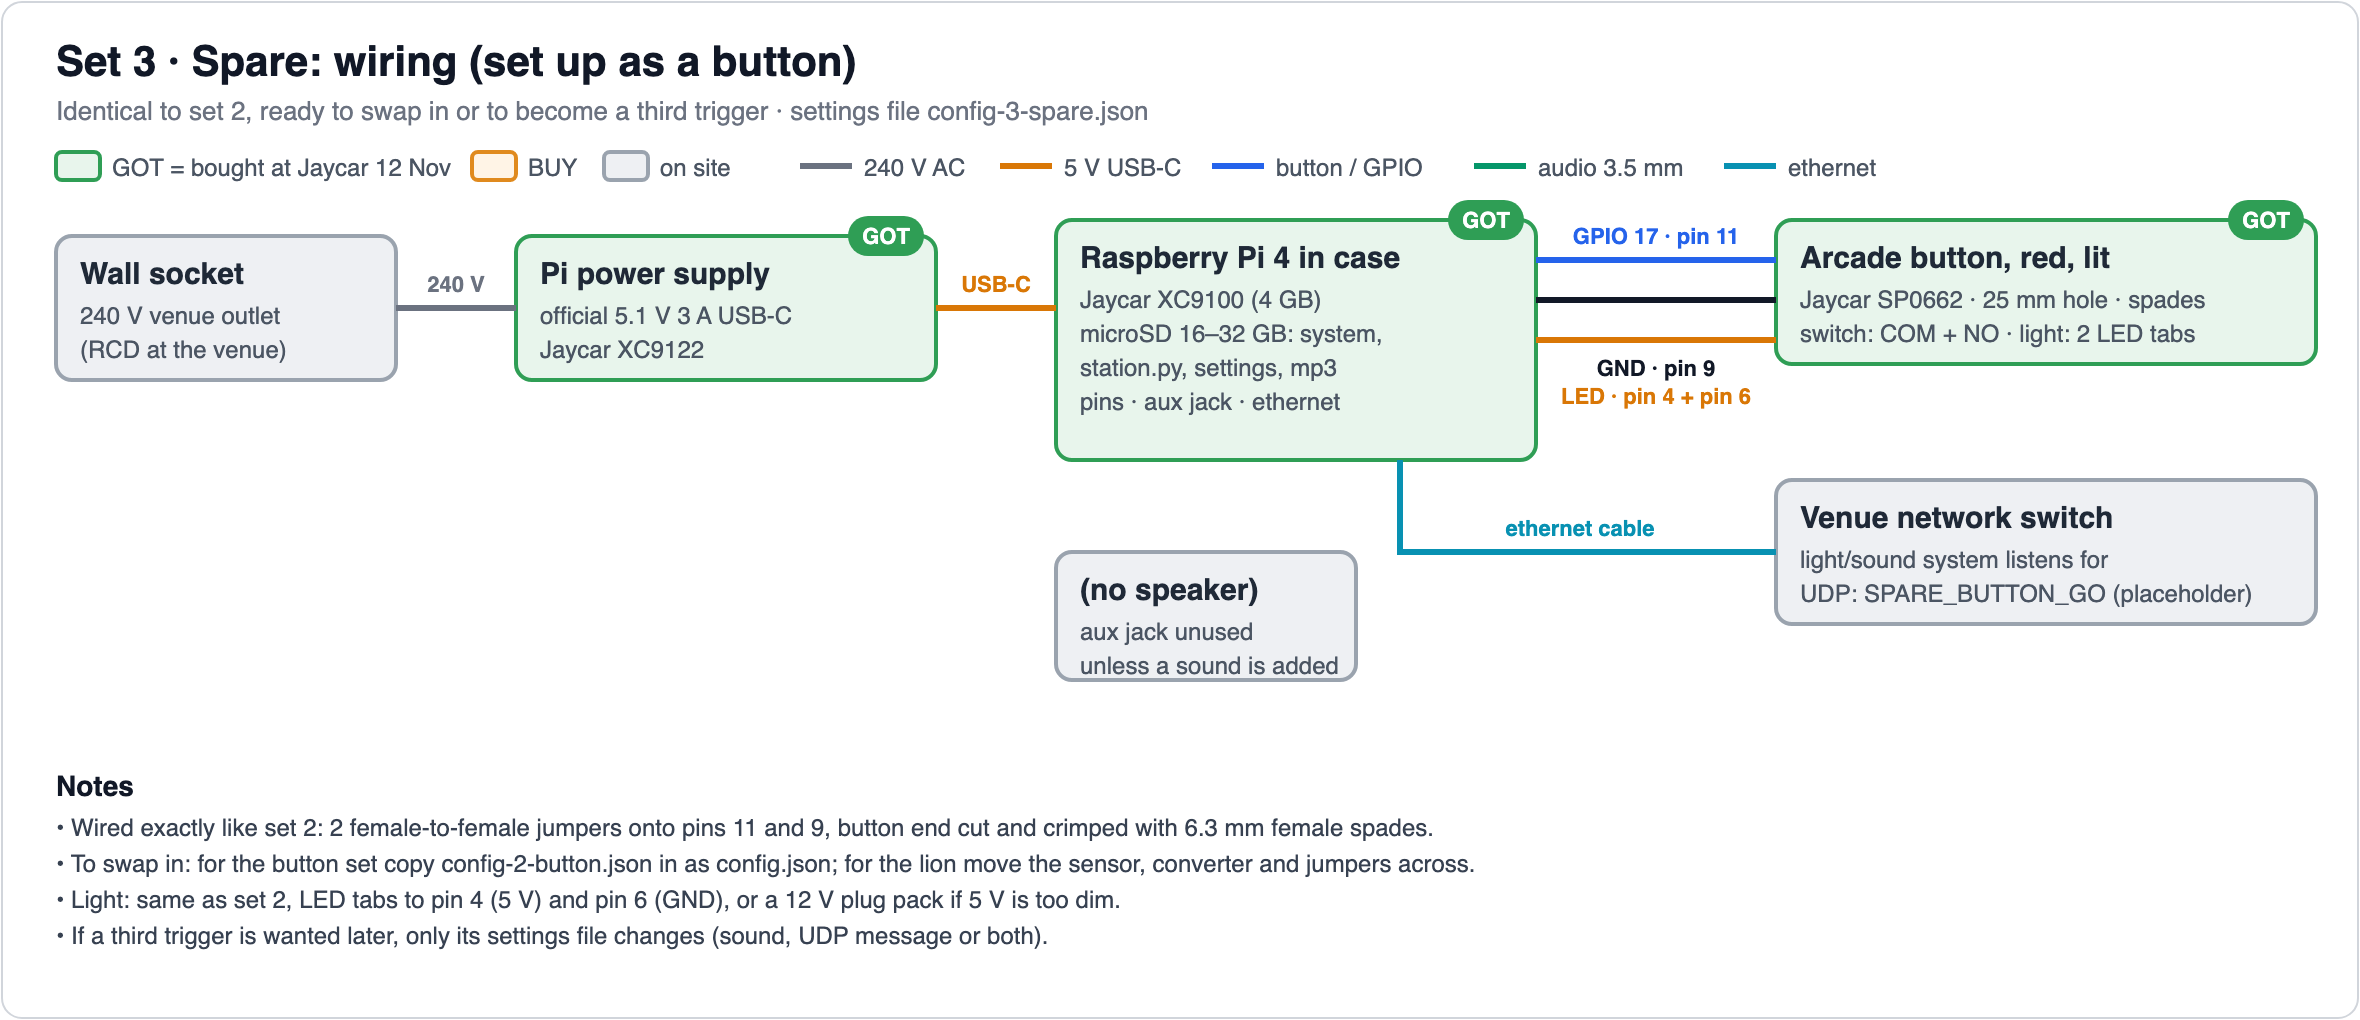 Set 3 · Spare: wiring (set up as a button)
Identical to set 2, ready to swap in or to become a third trigger · settings file config-3-spare.json
GOT = bought at Jaycar 12 Nov BUY on site 240 V AC 5 V USB-C button / GPIO audio 3.5 mm ethernet
Wall socket
240 V venue outlet
(RCD at the venue)
240 V
GOT
Pi power supply
official 5.1 V 3 A USB-C
Jaycar XC9122
USB-C
GOT
Raspberry Pi 4 in case
Jaycar XC9100 (4 GB)
microSD 16–32 GB: system,
station.py, settings, mp3
pins · aux jack · ethernet
GPIO 17 · pin 11
GND · pin 9
LED · pin 4 + pin 6
GOT
Arcade button, red, lit
Jaycar SP0662 · 25 mm hole · spades
switch: COM + NO · light: 2 LED tabs
ethernet cable
Venue network switch
light/sound system listens for
UDP: SPARE_BUTTON_GO (placeholder)
(no speaker)
aux jack unused
unless a sound is added
Notes
• Wired exactly like set 2: 2 female-to-female jumpers onto pins 11 and 9, button end cut and crimped with 6.3 mm female spades.
• To swap in: for the button set copy config-2-button.json in as config.json; for the lion move the sensor, converter and jumpers across.
• Light: same as set 2, LED tabs to pin 4 (5 V) and pin 6 (GND), or a 12 V plug pack if 5 V is too dim.
• If a third trigger is wanted later, only its settings file changes (sound, UDP message or both).